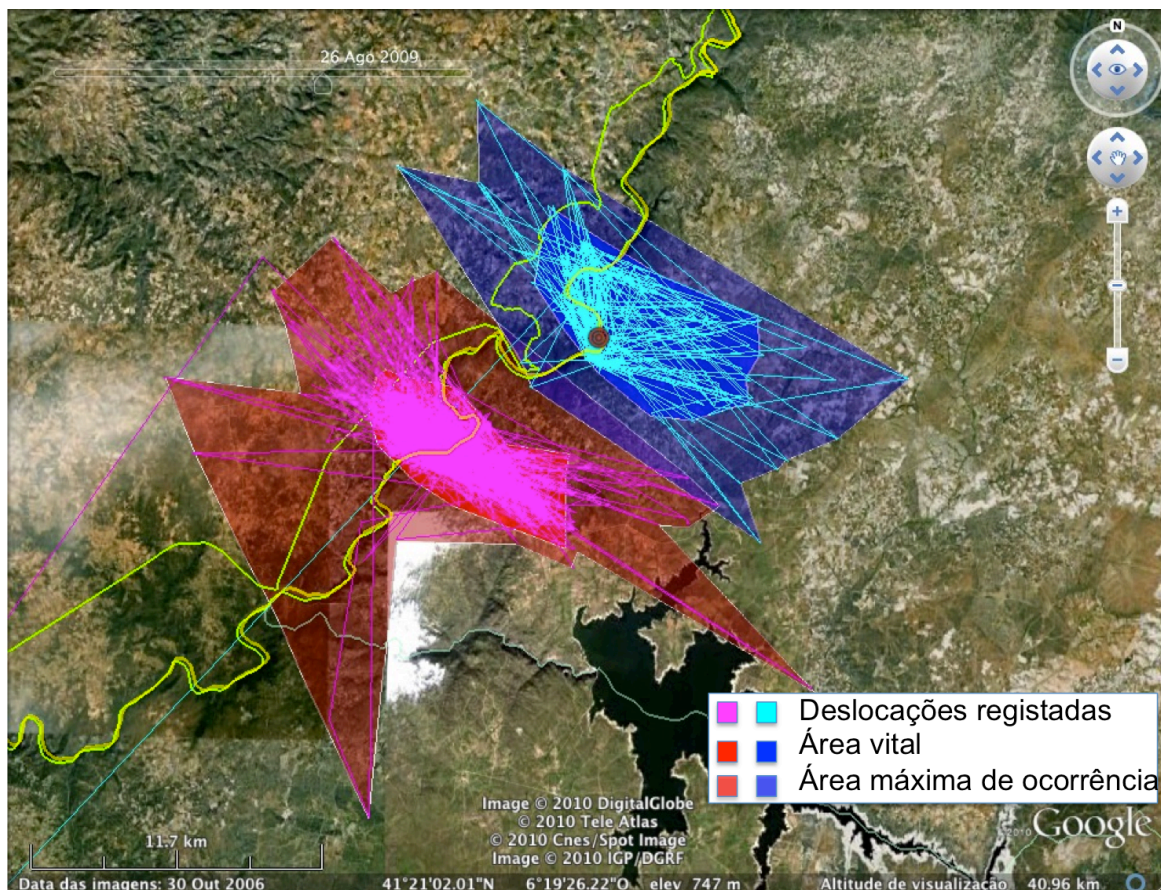 26 Ago 2009
N
Deslocações registadas
Área vital
Área máxima de ocorrência
Image © 2010 DigitalGlobe
© 2010 Tele Atlas
© 2010 Cnes/Spot Image
Image © 2010 IGP/DGRF
©2010 Google
11.7 km
Data das imagens: 30 Out 2006 41°21'02.01"N 6°19'26.22"O elev 747 m Altitude de visualização 40.96 km